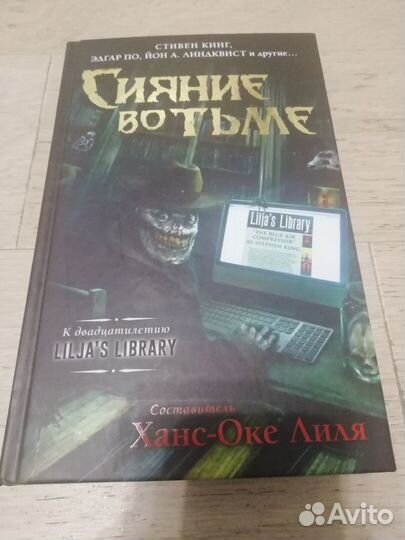 СТИВЕН КИНГ,
ЭДГАР ПО, ЙОН А. ЛИНДКВИСТ и другие...
Сияние
во тьме
Lilja's Library
"THE BLUE AIR
COMPRESSOR"
BY STEPHEN KING
К двадцатилетию
LILJA'S LIBRARY
Составитель
Ханс-Оке Лиля
Avito